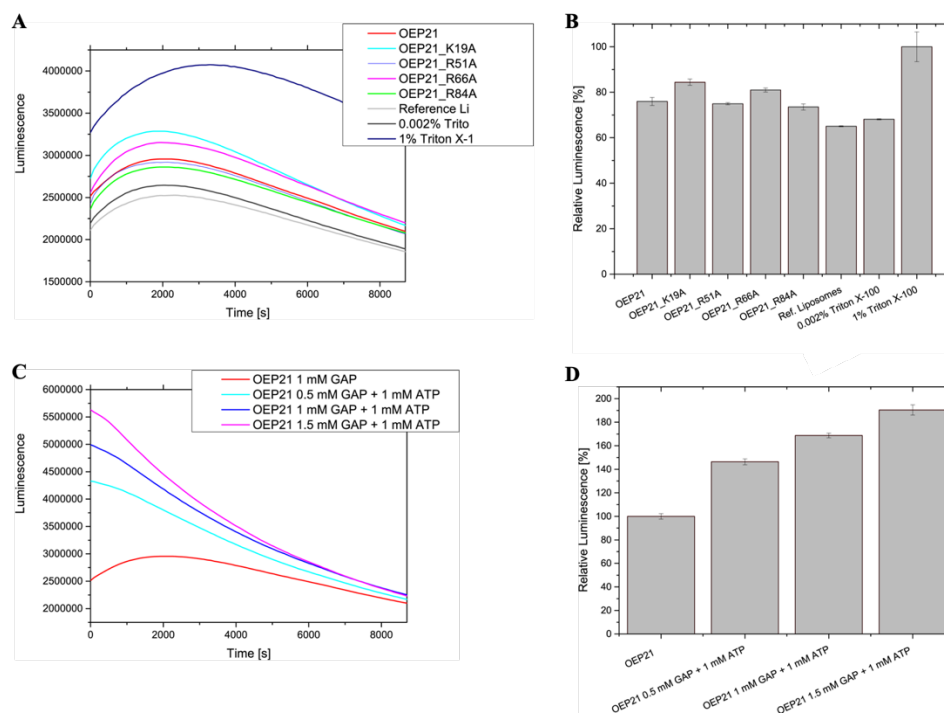 A
OEP21
OEP21_K19A
OEP21_R51A
OEP21_R66A
OEP21_R84A
Reference Li
0.002% Trito
1% Triton X-1
4000000
3500000
3000000
2500000
2000000
1500000
Luminescence
0
2000
4000
6000
8000
Time [s]
B
100
80
60
40
20
0
Relative Luminescence [%]
OEP21
OEP21_K19A
OEP21_R51A
OEP21_R66A
OEP21_R84A
Ref. Liposomes
0.002% Triton X-100
1% Triton X-100
C
OEP21 1 mM GAP
OEP21 0.5 mM GAP + 1 mM ATP
OEP21 1 mM GAP + 1 mM ATP
OEP21 1.5 mM GAP + 1 mM ATP
6000000
5500000
5000000
4500000
4000000
3500000
3000000
2500000
2000000
Luminescence
0
2000
4000
6000
8000
Time [s]
D
200
190
180
160
140
120
100
80
60
40
20
0
Relative Luminescence [%]
OEP21
OEP21 0.5 mM GAP + 1 mM ATP
OEP21 1 mM GAP + 1 mM ATP
OEP21 1.5 mM GAP + 1 mM ATP